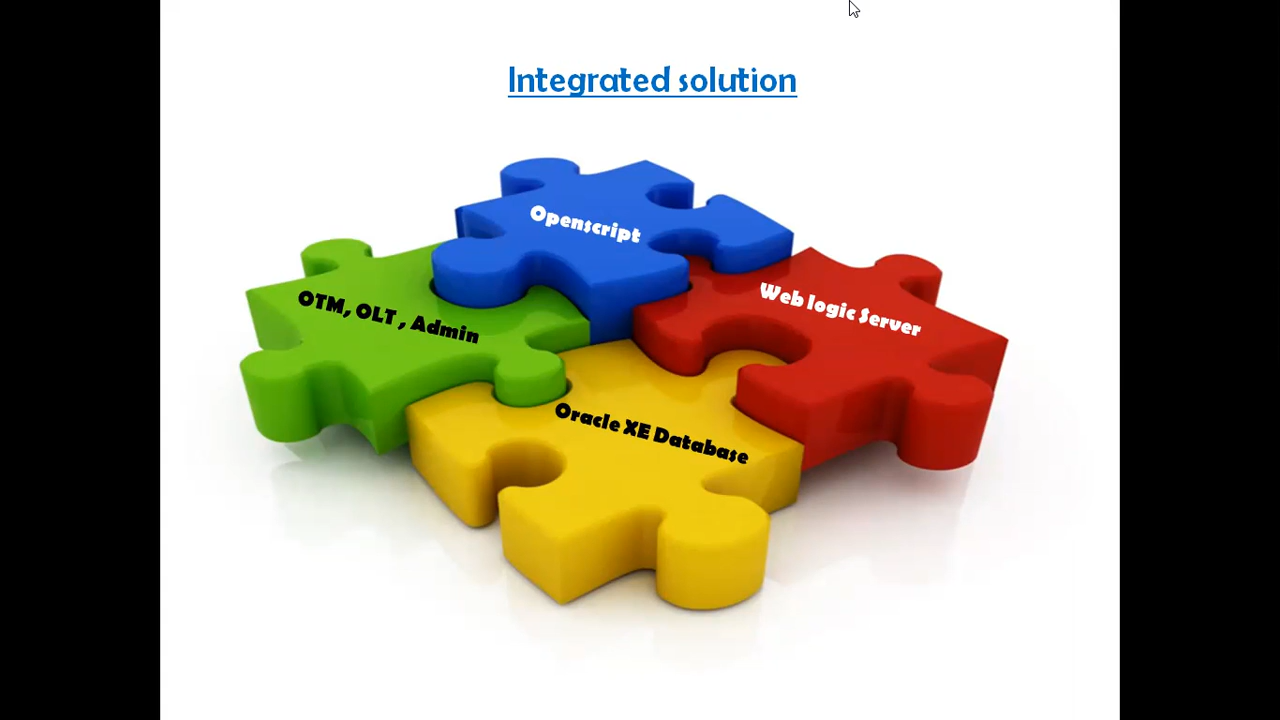 Integrated solution
Openscript
Web logic Server
OTM, OLT , Admin
Oracle XE Database